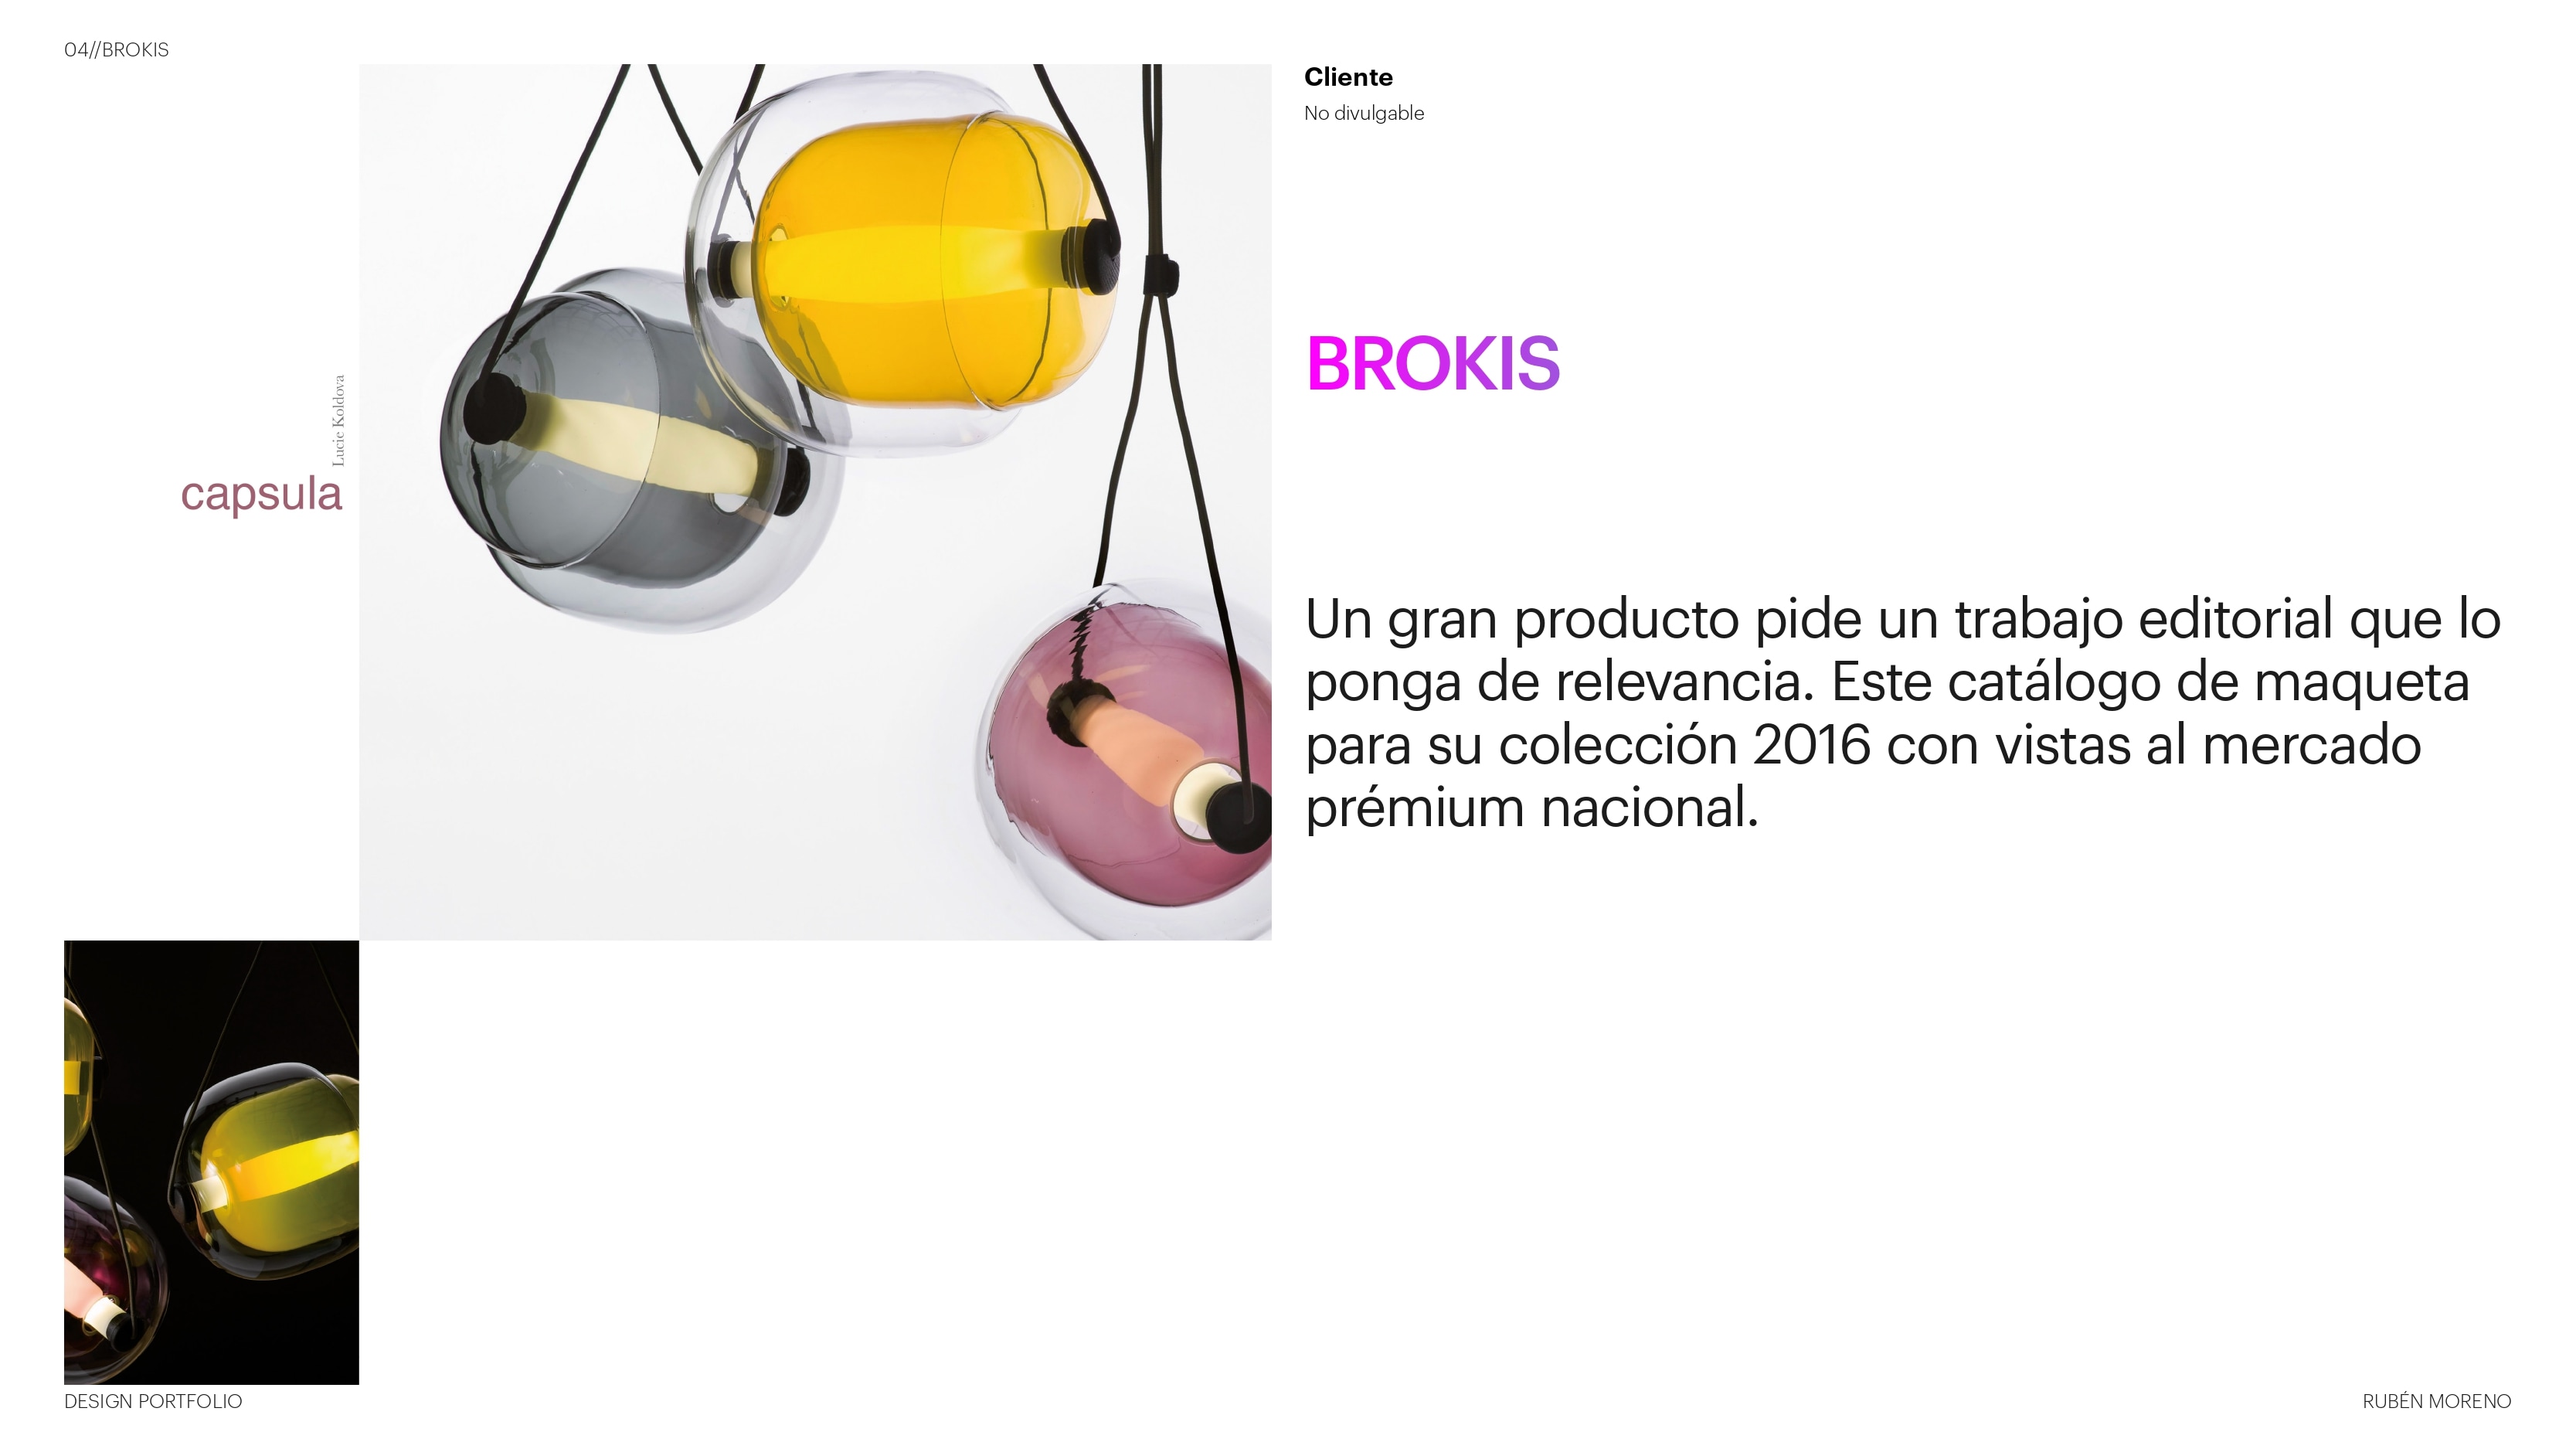 04//BROKIS
Cliente
No divulgable
BROKIS
Lucie Koldova
capsula
Un gran producto pide un trabajo editorial que lo
ponga de relevancia. Este catálogo de maqueta
para su colección 2016 con vistas al mercado
prémium nacional.
DESIGN PORTFOLIO
RUBÉN MORENO